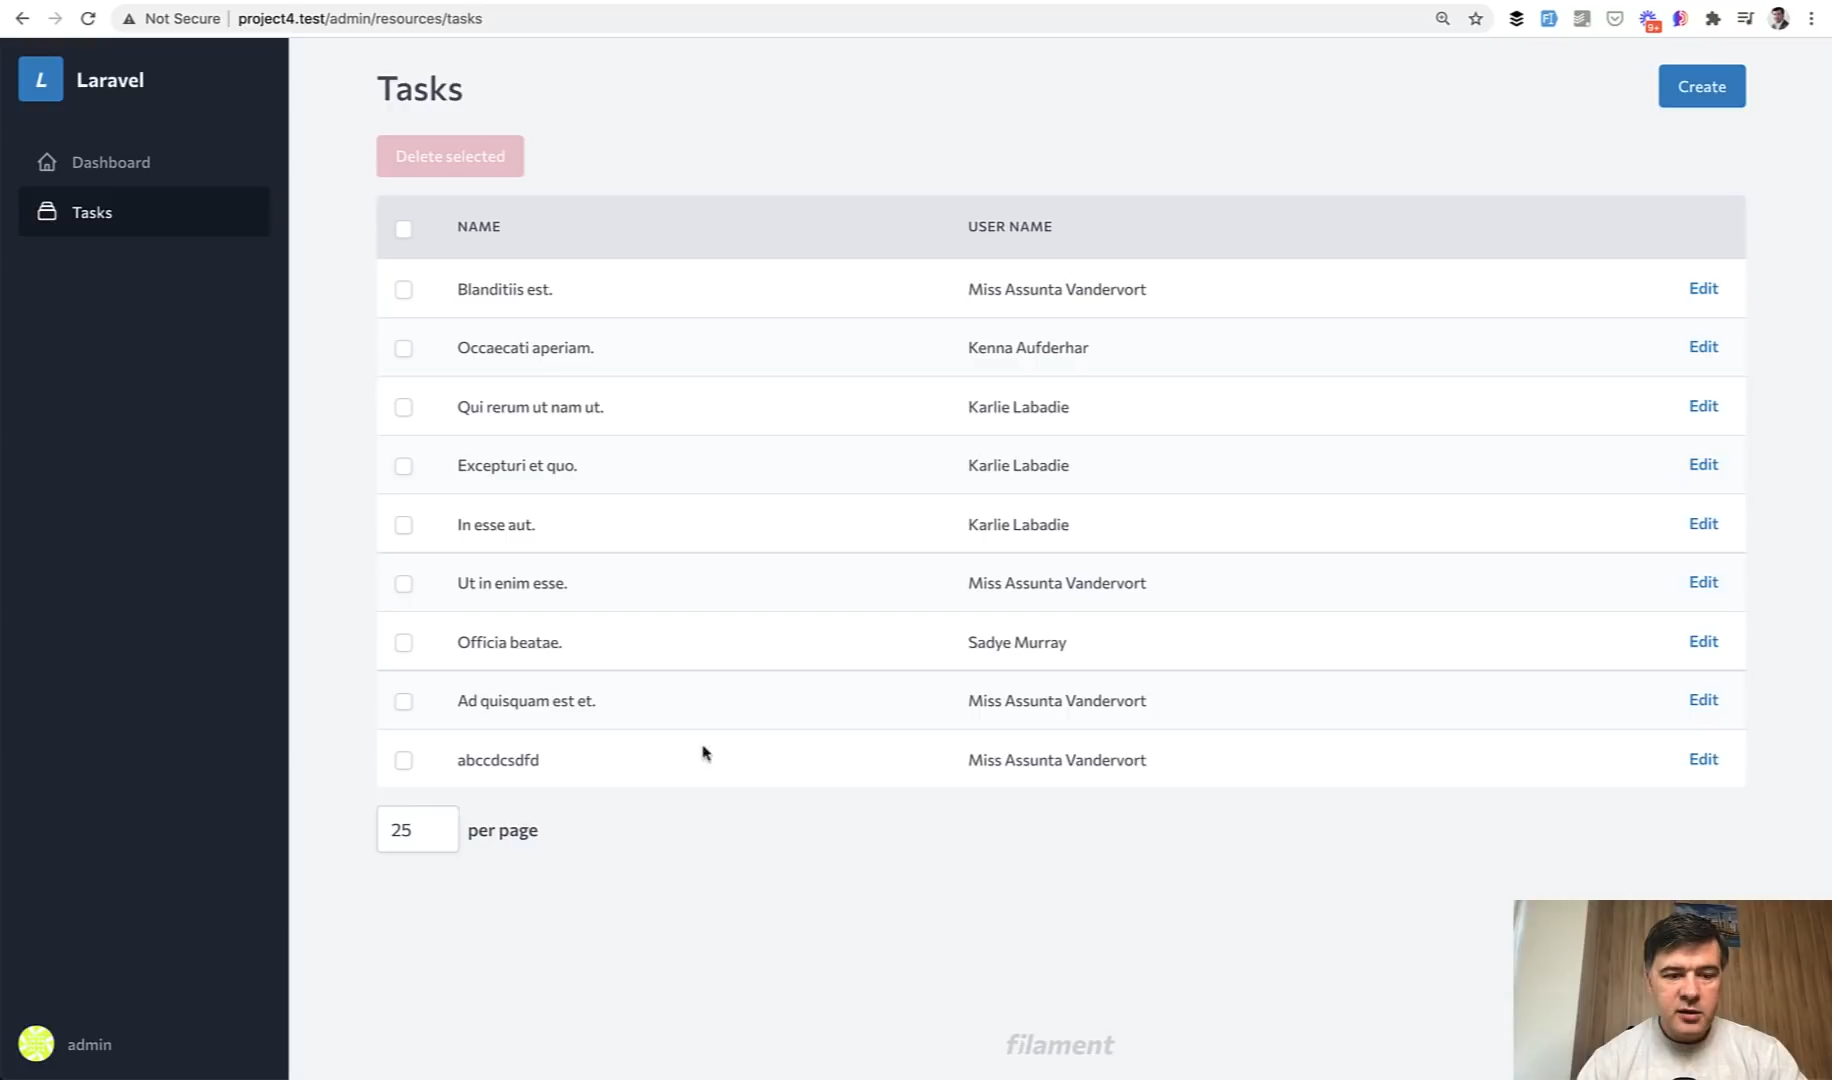 Not Secure project4.test/admin/resources/tasks
9+
L Laravel
Dashboard
Tasks
admin
Tasks
Create
Delete selected
NAME USER NAME
Blanditiis est. Miss Assunta Vandervort Edit
Occaecati aperiam. Kenna Aufderhar Edit
Qui rerum ut nam ut. Karlie Labadie Edit
Excepturi et quo. Karlie Labadie Edit
In esse aut. Karlie Labadie Edit
Ut in enim esse. Miss Assunta Vandervort Edit
Officia beatae. Sadye Murray Edit
Ad quisquam est et. Miss Assunta Vandervort Edit
abccdcsdfd Miss Assunta Vandervort Edit
25 per page
filament